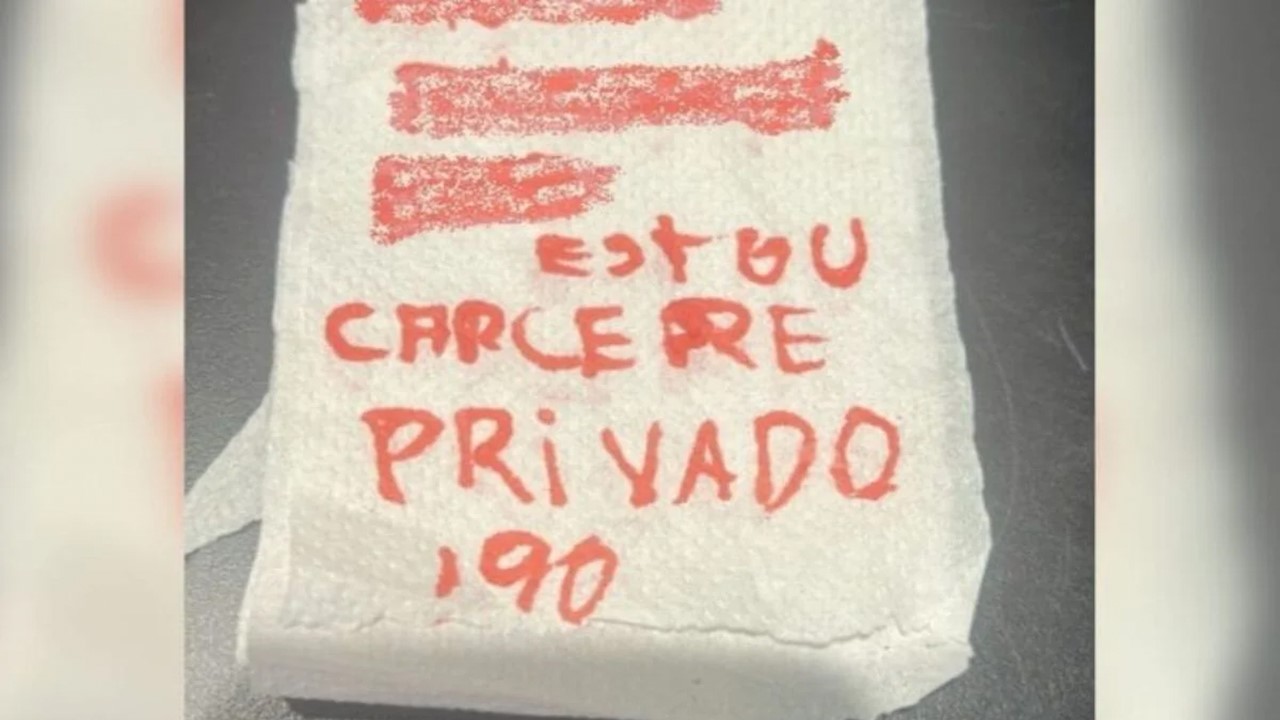 ESTOU
CARCERE
PRiVADO
190